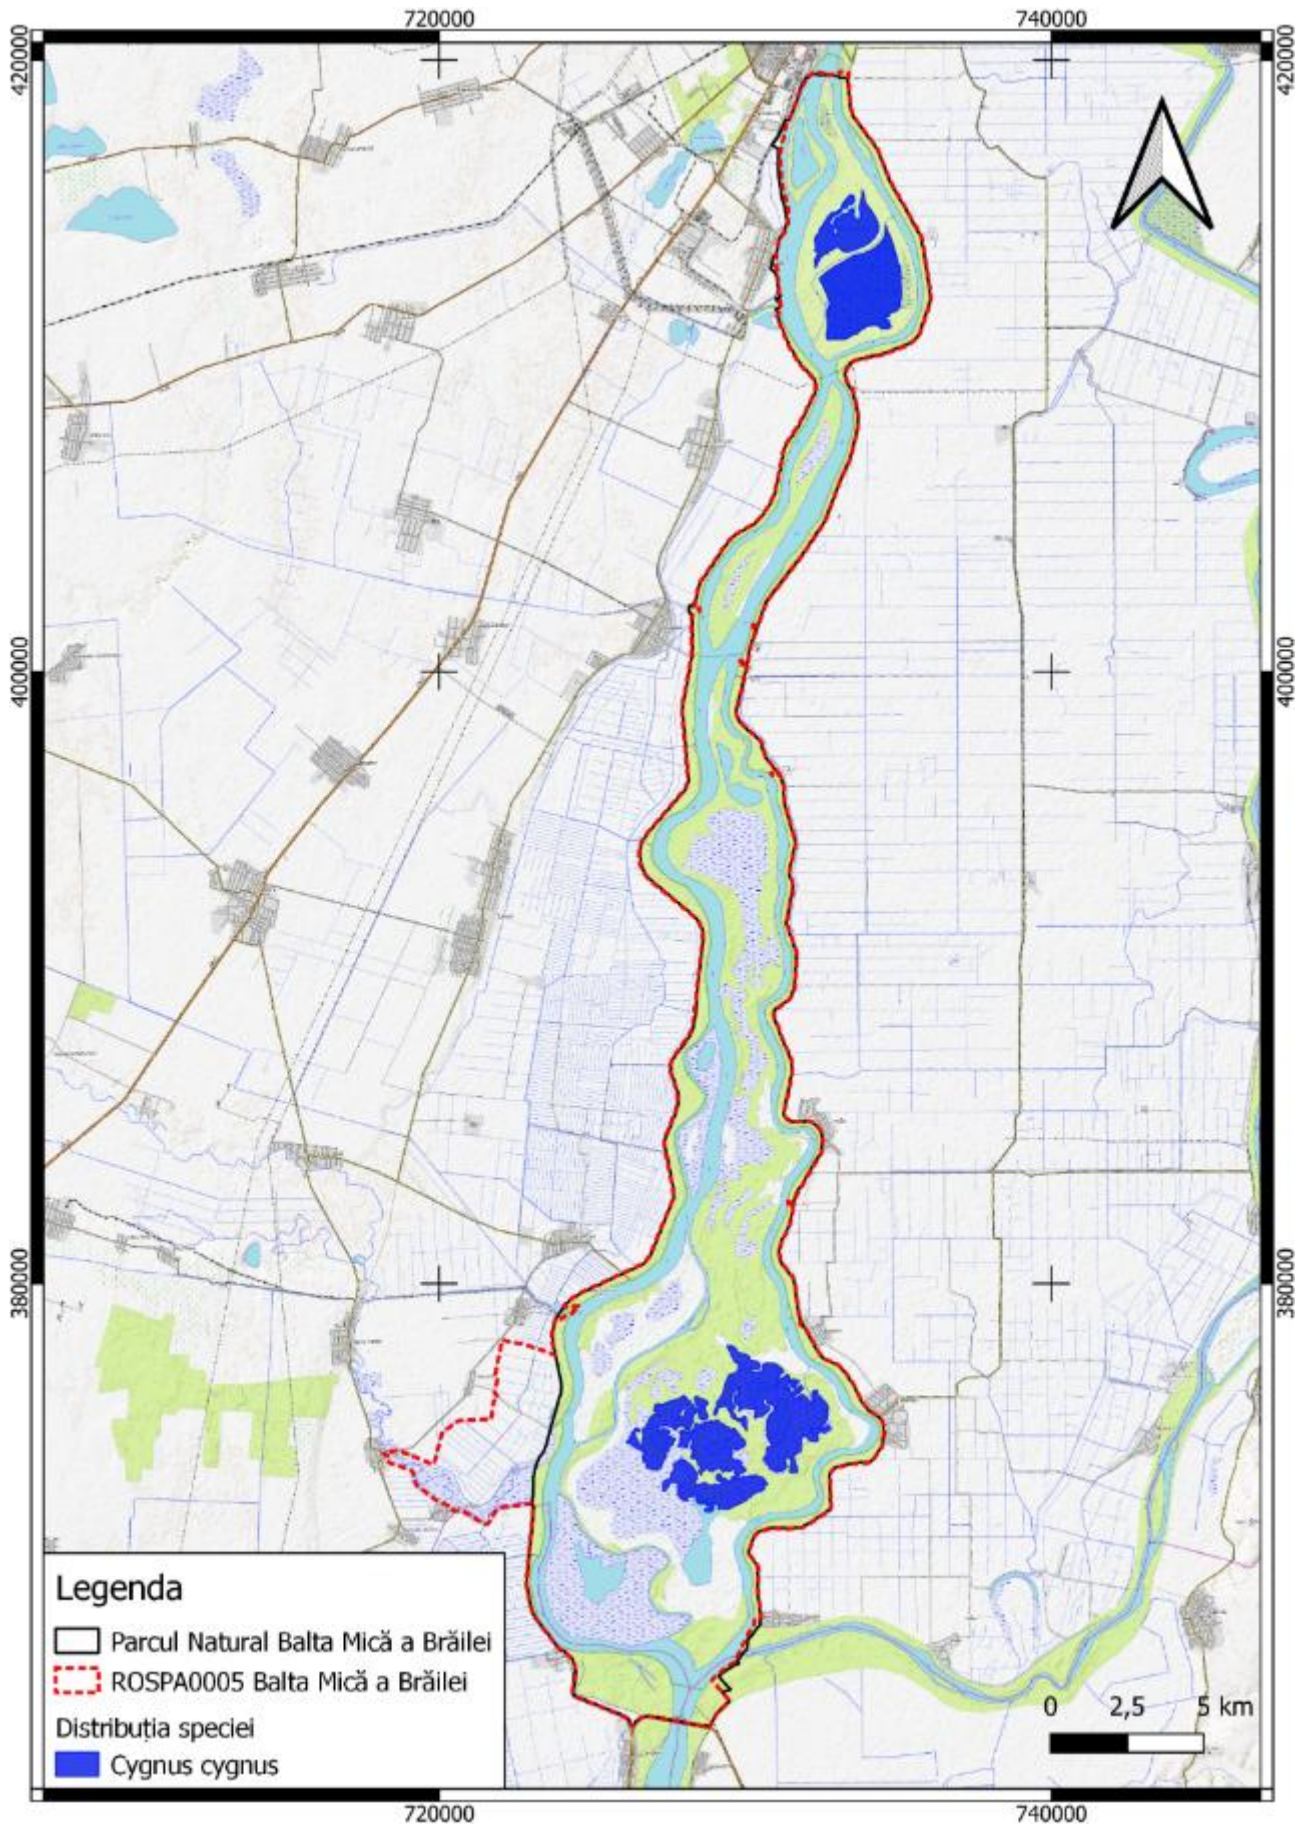 720000
740000
420000
420000
400000
400000
380000
380000
Legenda
Parcul Natural Balta Mică a Brăilei
ROSPA0005 Balta Mică a Brăilei
Distribuția speciei
Cygnus cygnus
0 2,5 5 km
720000
740000